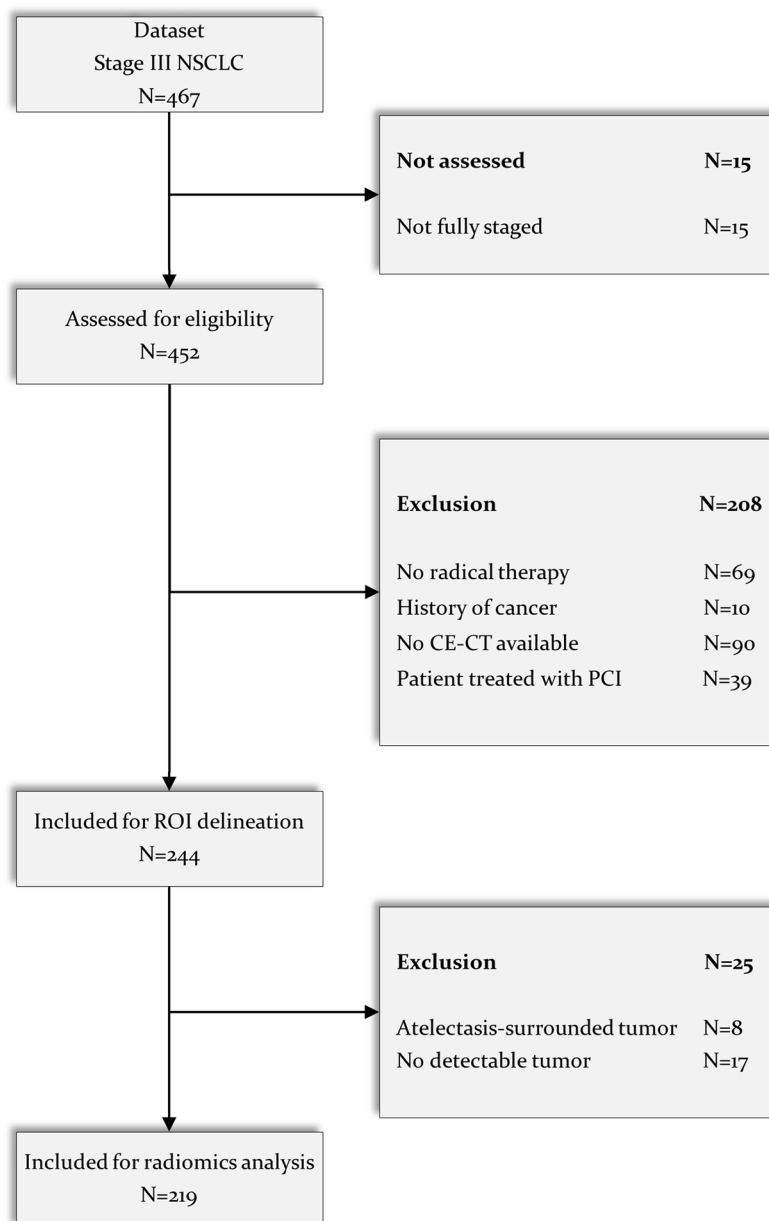 Dataset
Stage III NSCLC
N=467
Not assessed N=15
Not fully staged N=15
Assessed for eligibility
N=452
Exclusion N=208
No radical therapy N=69
History of cancer N=10
No CE-CT available N=90
Patient treated with PCI N=39
Included for ROI delineation
N=244
Exclusion N=25
Atelectasis-surrounded tumor N=8
No detectable tumor N=17
Included for radiomics analysis
N=219